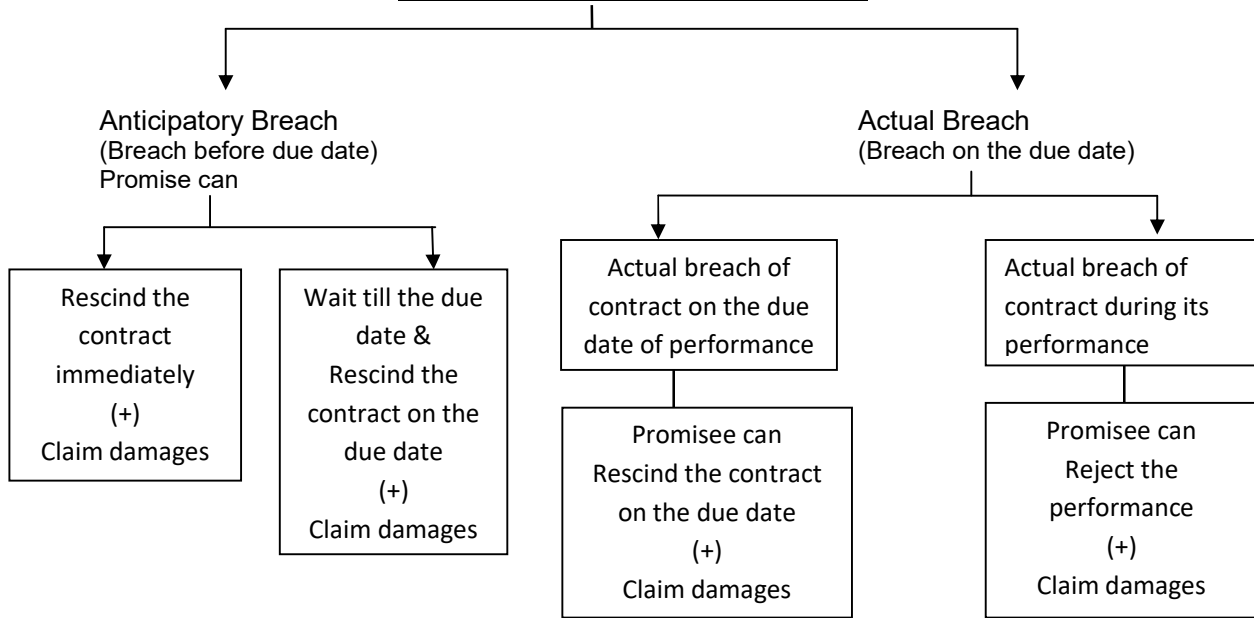 Anticipatory Breach
(Breach before due date)
Promise can
Actual Breach
(Breach on the due date)
Rescind the
contract
immediately
(+)
Claim damages
Wait till the due
date &
Rescind the
contract on the
due date
(+)
Claim damages
Actual breach of
contract on the due
date of performance
Actual breach of
contract during its
performance
Promisee can
Rescind the contract
on the due date
(+)
Claim damages
Promisee can
Reject the
performance
(+)
Claim damages